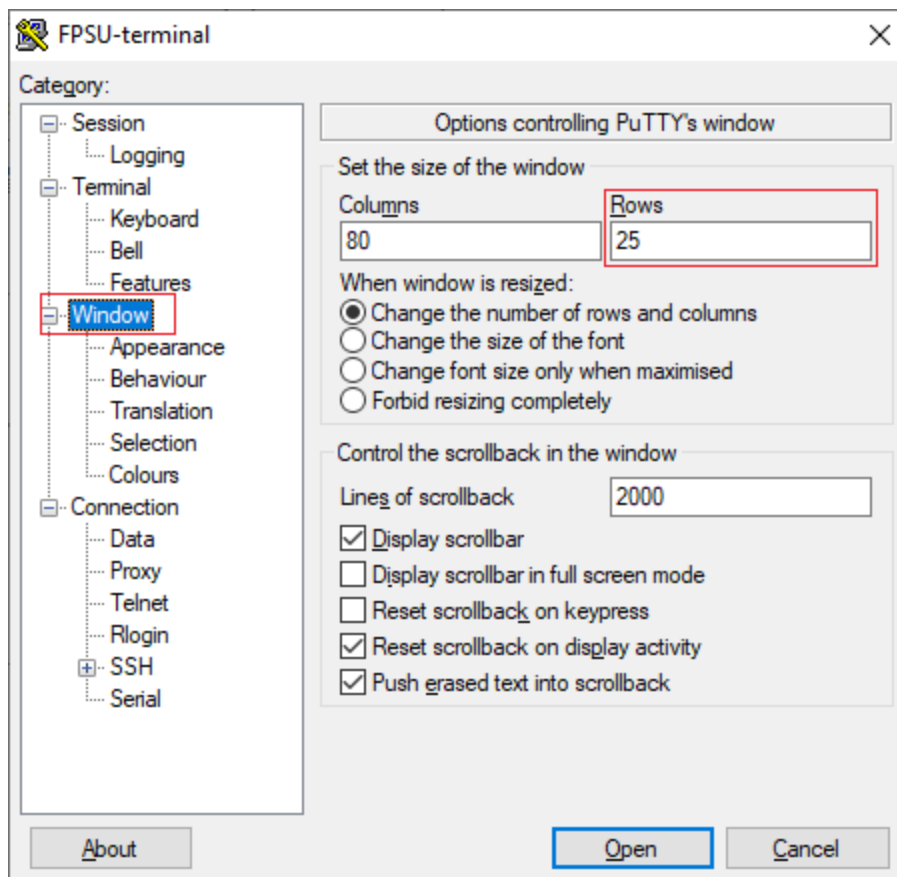 FPSU-terminal
Category:
Session
Logging
Terminal
Keyboard
Bell
Features
Window
Appearance
Behaviour
Translation
Selection
Colours
Connection
Data
Proxy
Telnet
Rlogin
SSH
Serial
Options controlling PuTTY's window
Set the size of the window
Columns Rows
80 25
When window is resized:
Change the number of rows and columns
Change the size of the font
Change font size only when maximised
Forbid resizing completely
Control the scrollback in the window
Lines of scrollback 2000
Display scrollbar
Display scrollbar in full screen mode
Reset scrollback on keypress
Reset scrollback on display activity
Push erased text into scrollback
About Open Cancel